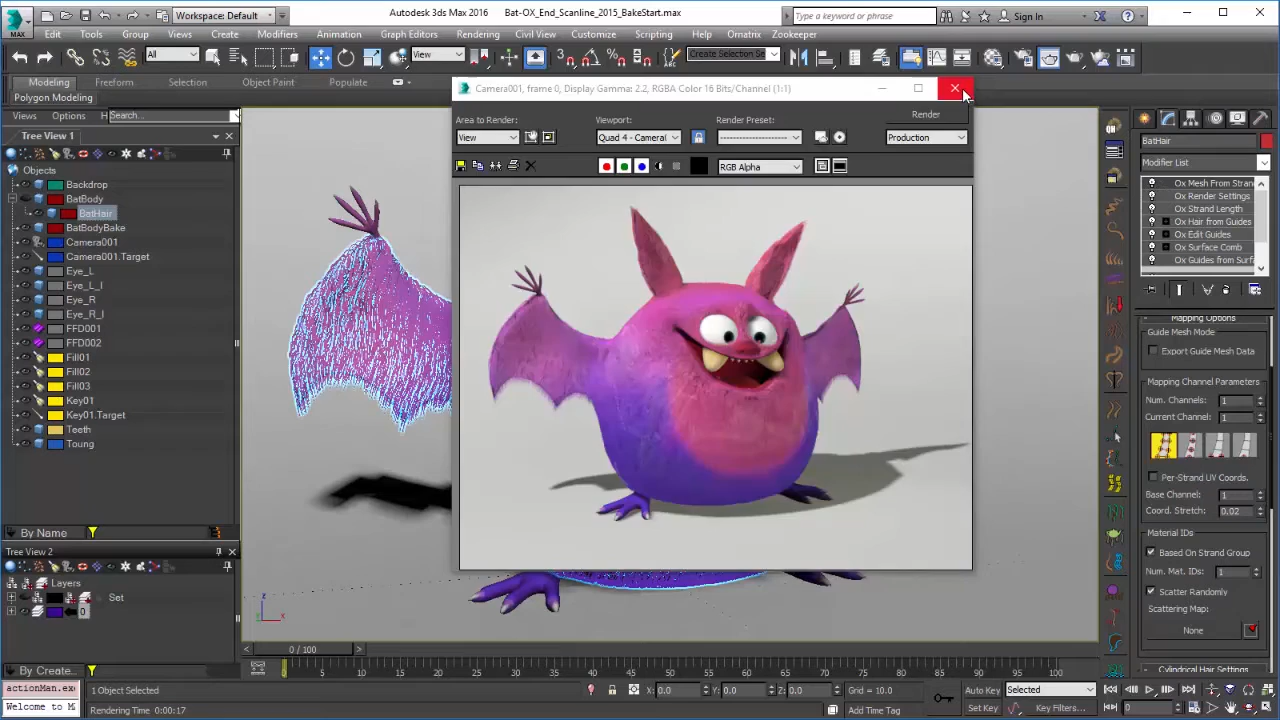 Workspace: Default
Autodesk 3ds Max 2016
Bat-OX_End_Scanline_2015_BakeStart.max
Type a keyword or phrase
Sign In
MAX
Edit
Tools
Group
Views
Create
Modifiers
Animation
Graph Editors
Rendering
Civil View
Customize
Scripting
Help
Ornatrix
Zookeeper
All
View
Create Selection Se
Modeling
Freeform
Selection
Object Paint
Populate
Polygon Modeling
Views
Options
H
Search...
Tree View 1
Objects
Backdrop
BatBody
BatHair
BatBodyBake
Camera001
Camera001.Target
Eye_L
Eye_L_I
Eye_R
Eye_R_I
FFD001
FFD002
Fill01
Fill02
Fill03
Key01
Key01.Target
Teeth
Toung
By Name
Tree View 2
Layers
Set
0
By Create...
Camera001, frame 0, Display Gamma: 2.2, RGBA Color 16 Bits/Channel (1:1)
Area to Render:
View
Viewport:
Quad 4 - Camera
Render Preset:
Render
Production
RGB Alpha
BatHair
Modifier List
Ox Mesh From Stran
Ox Render Settings
Ox Strand Length
Ox Hair from Guides
Ox Edit Guides
Ox Surface Comb
Ox Guides from Surf
Mapping Options
Guide Mesh Mode
Export Guide Mesh Data
Mapping Channel Parameters
Num. Channels: 1
Current Channel: 1
Per-Strand UV Coords.
Base Channel: 1
Coord. Stretch: 0.02
Material IDs
Based On Strand Group
Num. Mat. IDs: 1
Scatter Randomly
Scattering Map:
None
Cylindrical Hair Settings
z
x
0 / 100
0 5 10 15 20 25 30 35 40 45 50 55 60 65 70 75 80 85 90 95 100
actionMan.ex
Welcome to M
1 Object Selected
Rendering Time 0:00:17
X: 0.0
Y: 0.0
Z: 0.0
Grid = 10.0
Add Time Tag
Auto Key
Selected
Set Key
Key Filters...
0